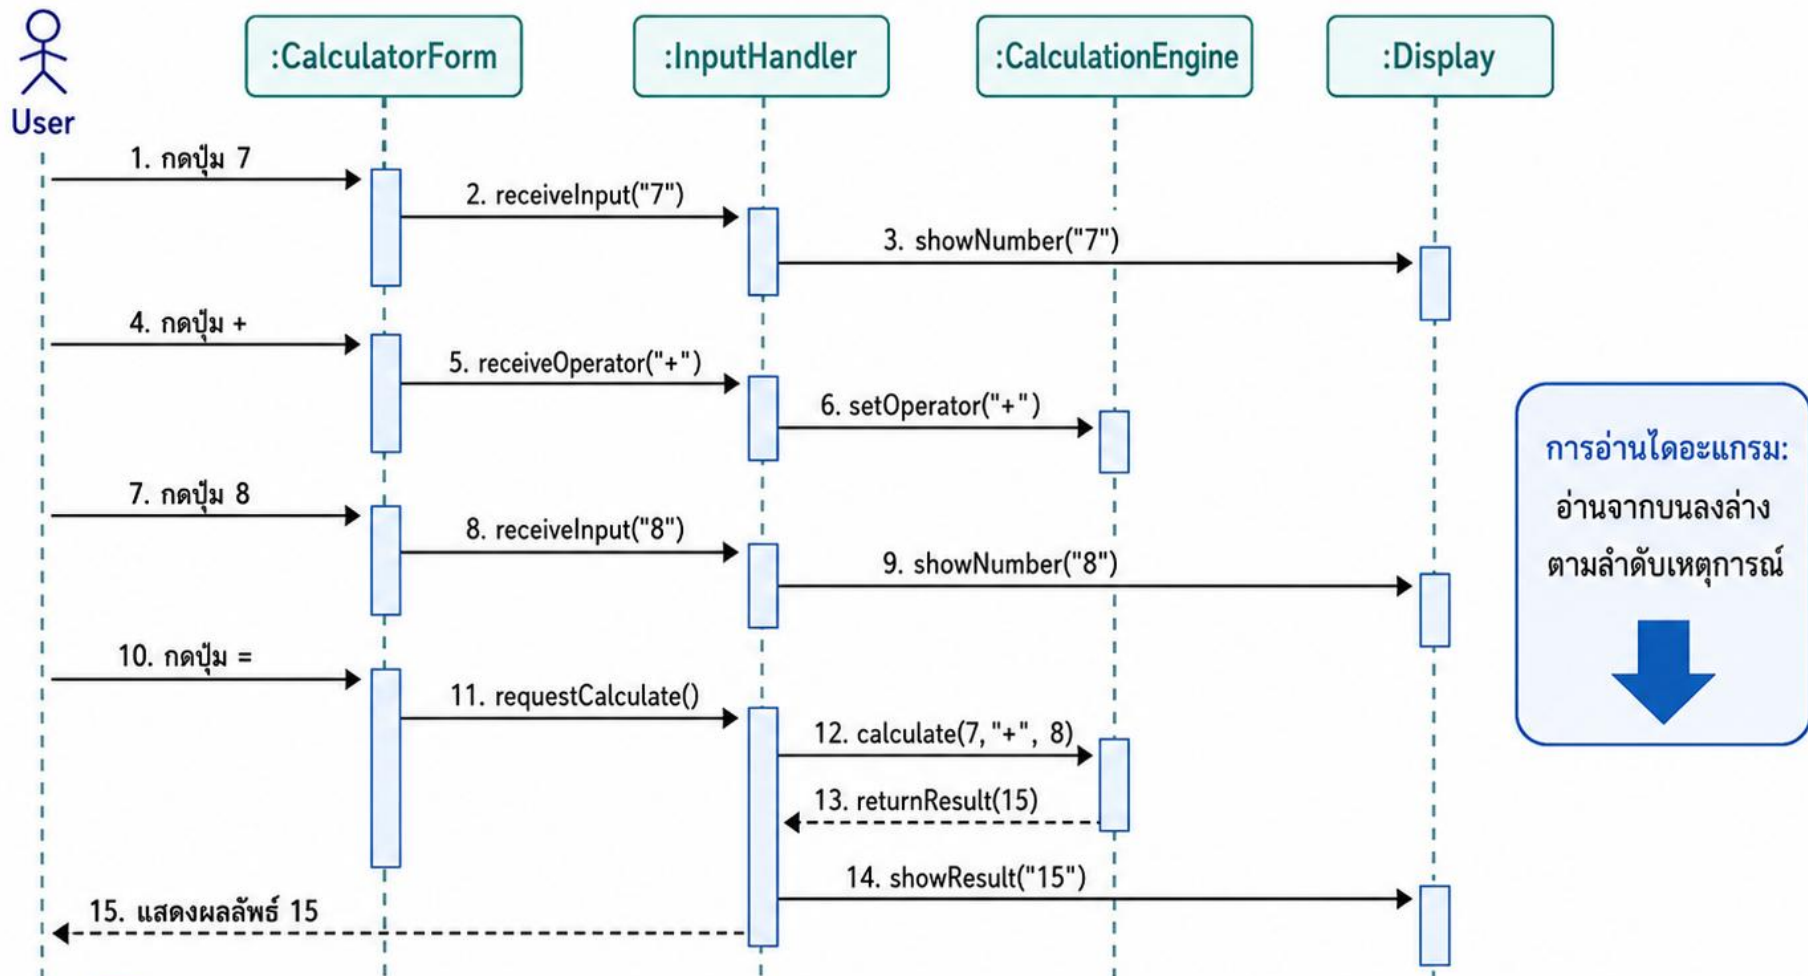 :CalculatorForm
:InputHandler
:CalculationEngine
:Display
User
1. กดปุ่ม 7
2. receiveInput("7")
3. showNumber("7")
4. กดปุ่ม +
5. receiveOperator("+")
6. setOperator("+")
7. กดปุ่ม 8
8. receiveInput("8")
9. showNumber("8")
10. กดปุ่ม =
11. requestCalculate()
12. calculate(7, "+", 8)
13. returnResult(15)
14. showResult("15")
15. แสดงผลลัพธ์ 15
การอ่านไดอะแกรม:
อ่านจากบนลงล่าง
ตามลำดับเหตุการณ์